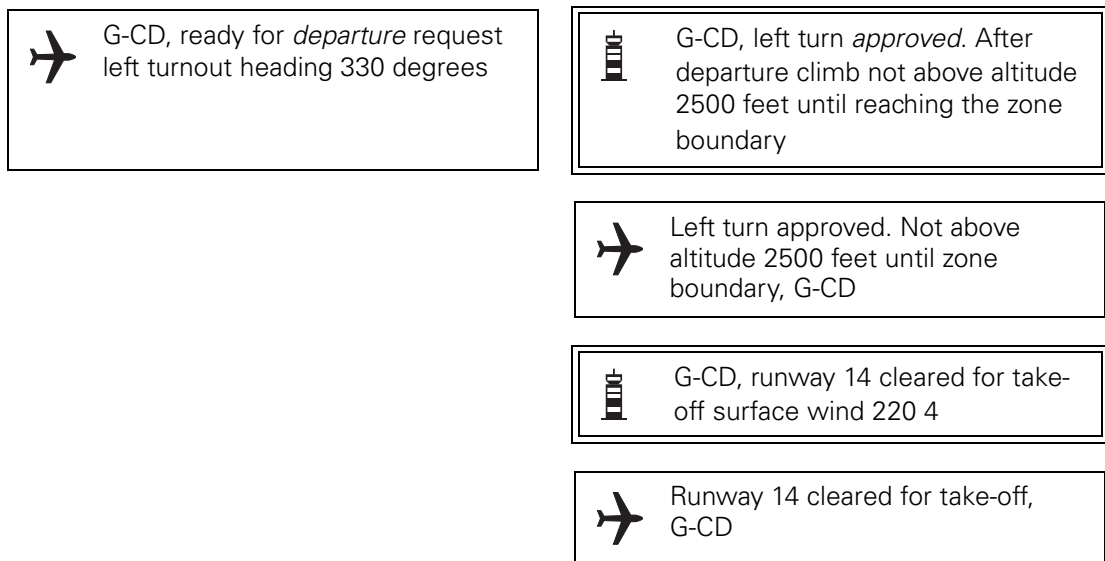 G-CD, ready for departure request
left turnout heading 330 degrees
G-CD, left turn approved. After
departure climb not above altitude
2500 feet until reaching the zone
boundary
Left turn approved. Not above
altitude 2500 feet until zone
boundary, G-CD
G-CD, runway 14 cleared for take-
off surface wind 220 4
Runway 14 cleared for take-off,
G-CD